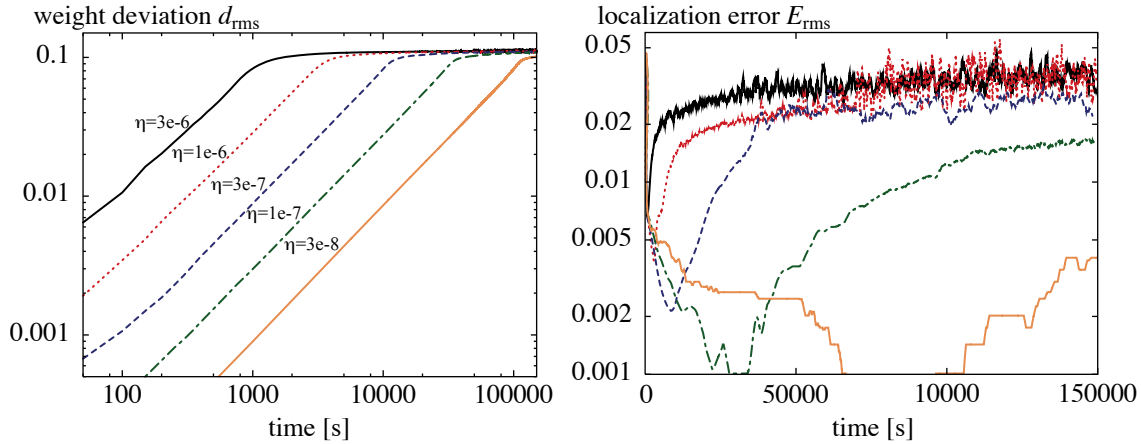 weight deviation d_rms
0.1
0.01
0.001
η=3e-6
η=1e-6
η=3e-7
η=1e-7
η=3e-8
100 1000 10000 100000
time [s]
localization error E_rms
0.05
0.02
0.01
0.005
0.002
0.001
0 50000 10000 150000
time [s]